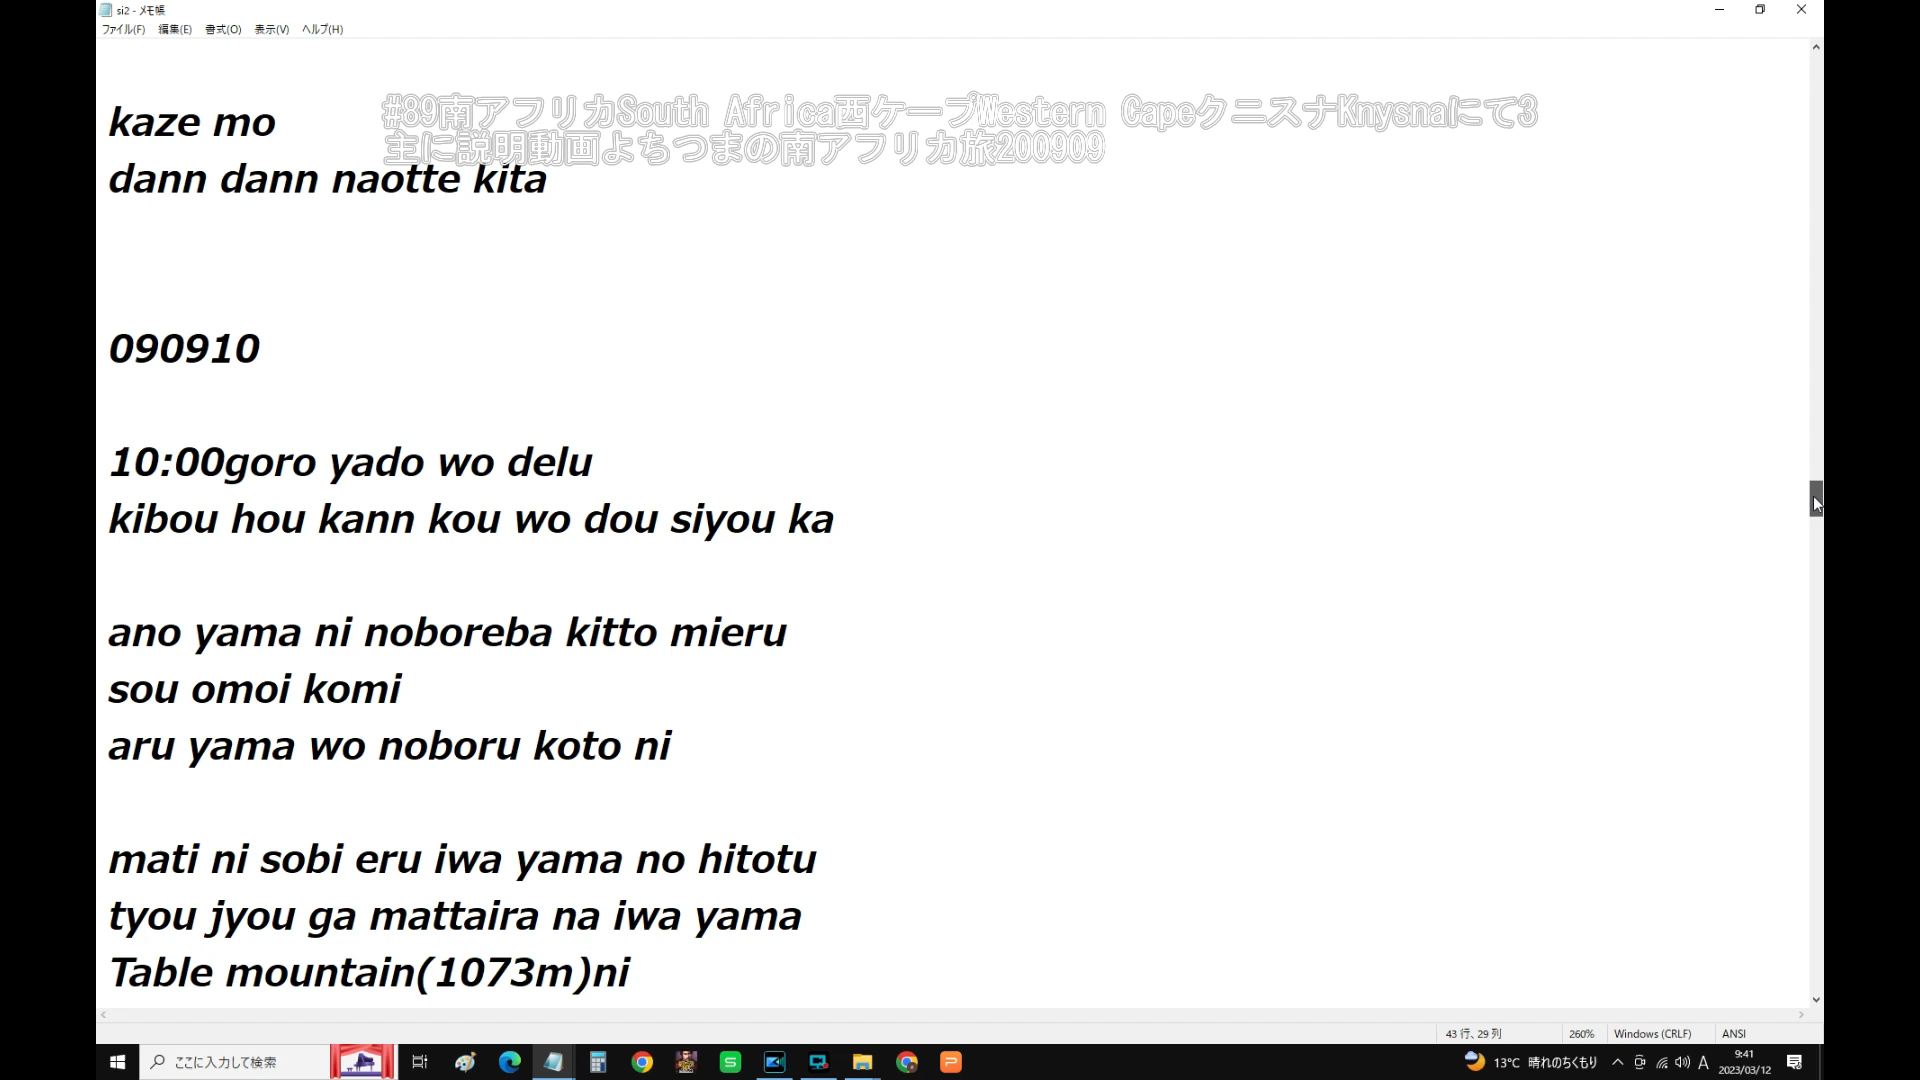 si2 - メモ帳
ファイル(F) 編集(E) 書式(O) 表示(V) ヘルプ(H)
#89南アフリカSouth Africa西ケープWestern CapeクニスナKnysnaにて3
主に説明動画よちつまの南アフリカ旅200909
kaze mo
dann dann naotte kita
090910
10:00goro yado wo delu
kibou hou kann kou wo dou siyou ka
ano yama ni noboreba kitto mieru
sou omoi komi
aru yama wo noboru koto ni
mati ni sobi eru iwa yama no hitotu
tyou jyou ga mattaira na iwa yama
Table mountain(1073m)ni
43 行、29 列 260% Windows (CRLF) ANSI
ここに入力して検索
13°C 晴れのちくもり A 9:41
2023/03/12